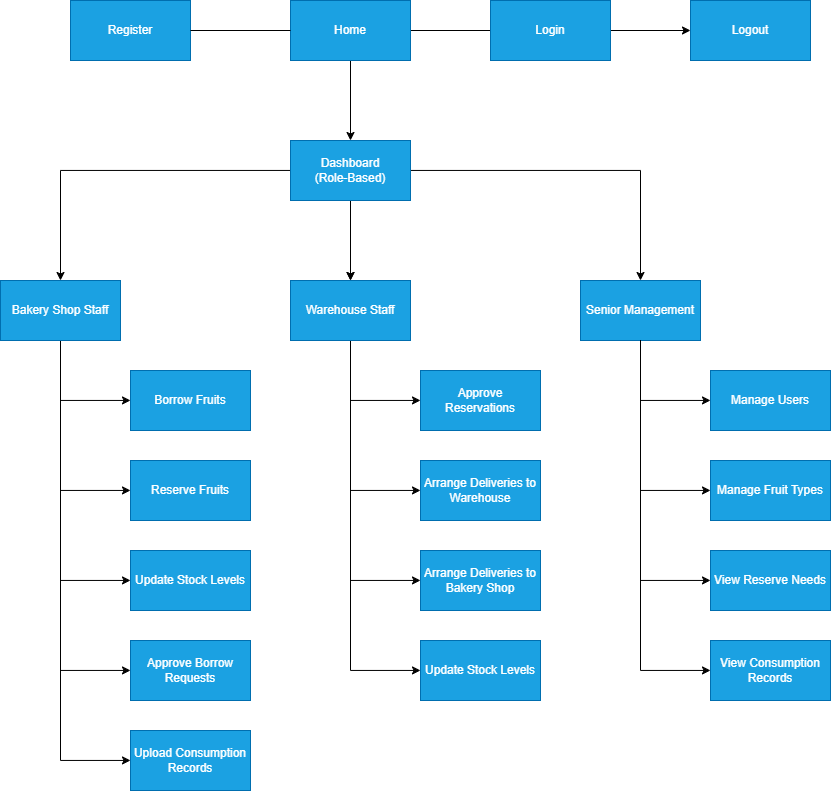 Register
Home
Login
Logout
Dashboard
(Role-Based)
Bakery Shop Staff
Warehouse Staff
Senior Management
Borrow Fruits
Approve
Reservations
Manage Users
Reserve Fruits
Arrange Deliveries to
Warehouse
Manage Fruit Types
Update Stock Levels
Arrange Deliveries to
Bakery Shop
View Reserve Needs
Approve Borrow
Requests
Update Stock Levels
View Consumption
Records
Upload Consumption
Records